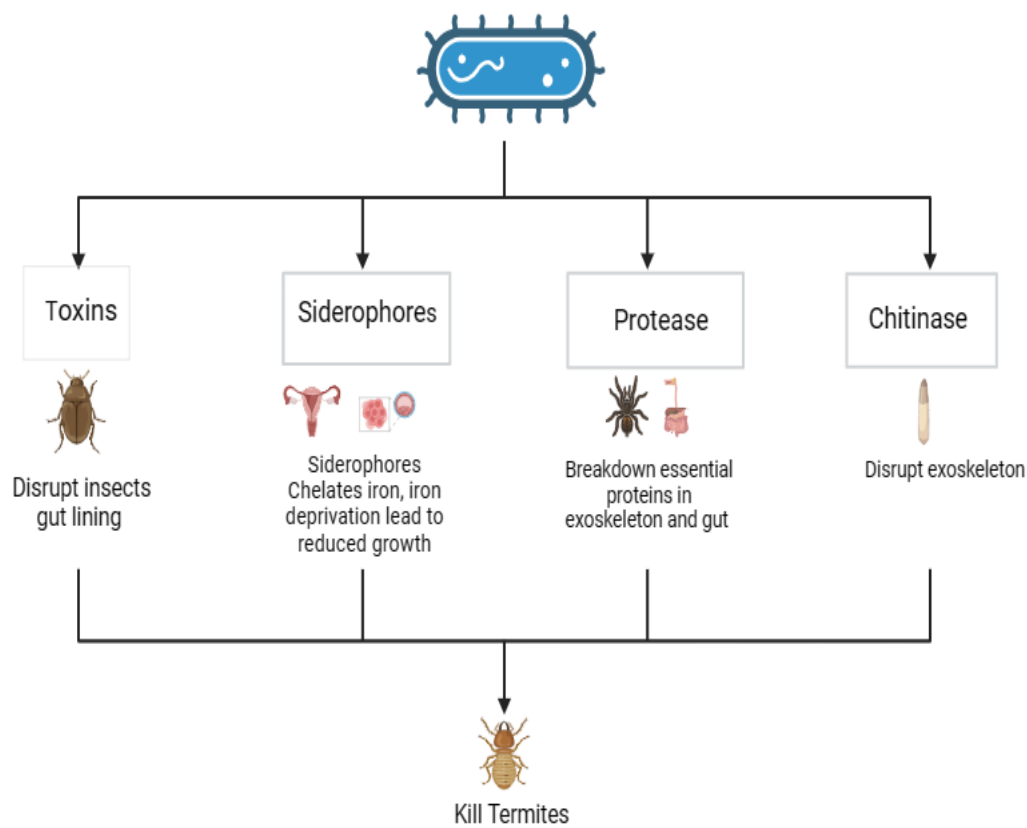 Toxins
Siderophores
Protease
Chitinase
Disrupt insects
gut lining
Siderophores
Chelates iron, iron
deprivation lead to
reduced growth
Breakdown essential
proteins in
exoskeleton and gut
Disrupt exoskeleton
Kill Termites